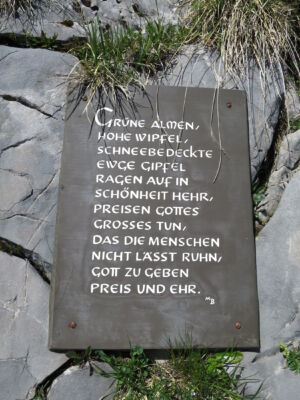 GRÜNE ALMEN,
HOHE WIPFEL,
SCHNEEBEDECKTE
EWGE GIPFEL
RAGEN AUF IN
SCHÖNHEIT HEHR,
PREISEN GOTTES
GROSSES TUN,
DAS DIE MENSCHEN
NICHT LÄSST RUHN,
GOTT ZU GEBEN
PREIS UND EHR.
MB